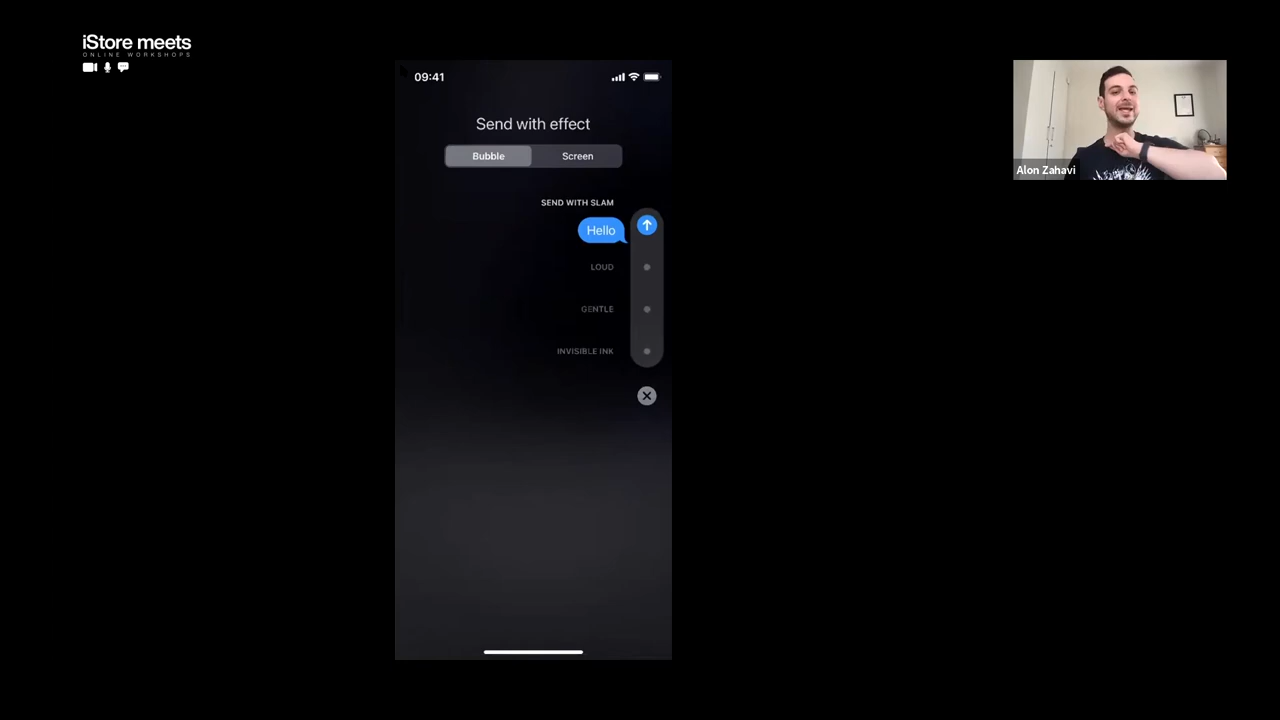 iStore meets
ONLINE WORKSHOPS
09:41
Send with effect
Bubble
Screen
SEND WITH SLAM
Hello
LOUD
GENTLE
INVISIBLE INK
Alon Zahavi